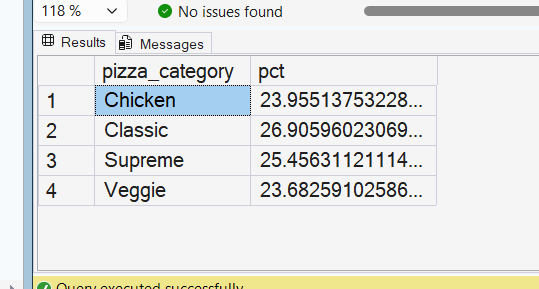 118 % No issues found
Results Messages
pizza_category pct
1 Chicken 23.95513753228...
2 Classic 26.90596023069...
3 Supreme 25.45631121114...
4 Veggie 23.68259102586...
Query executed successfully